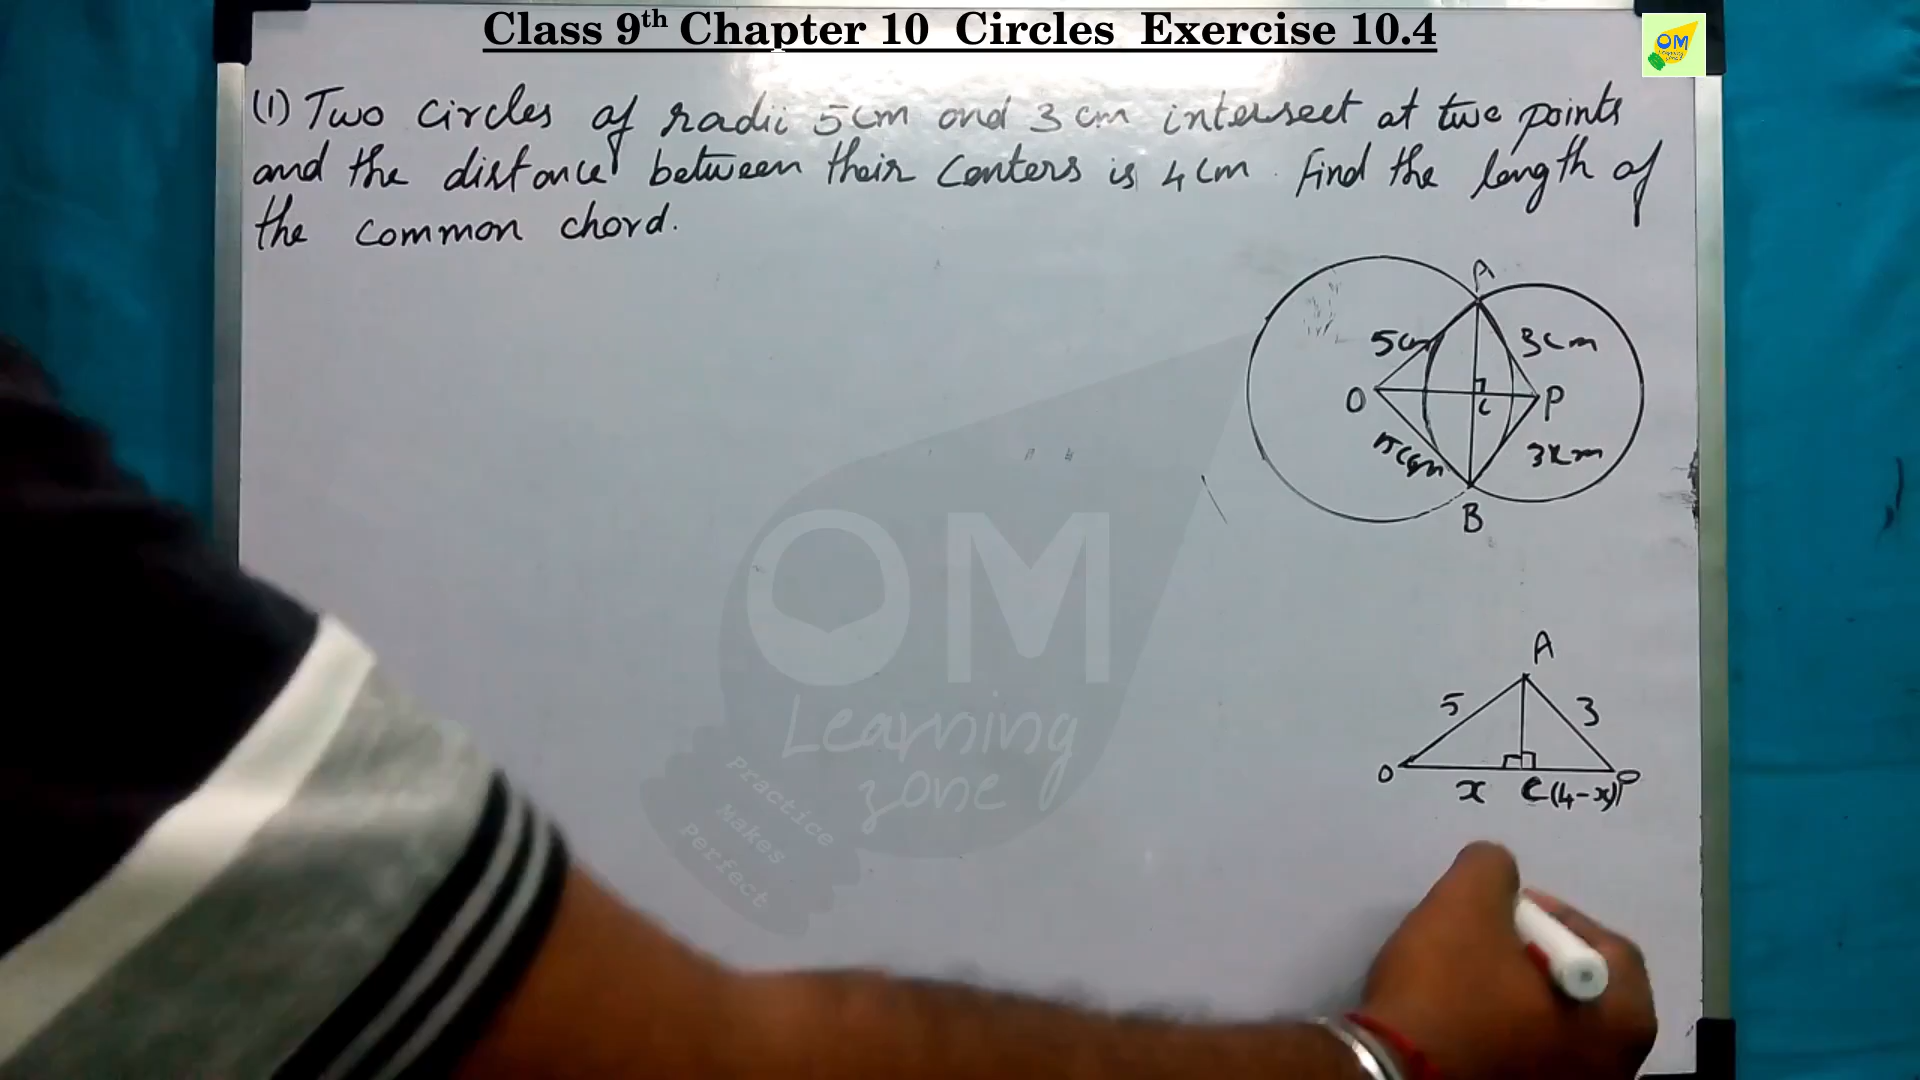 Class 9th Chapter 10 Circles Exercise 10.4
OM
Learning
(1) Two circles of radii 5cm and 3cm intersect at two points
and the distance between their centers is 4cm. Find the length of
the common chord.
A
5cm 3cm
O C P
5cm 3cm
B
A
5 3
O x C (4-x) P
OM
Learning
zone
Practice
Makes
Perfect